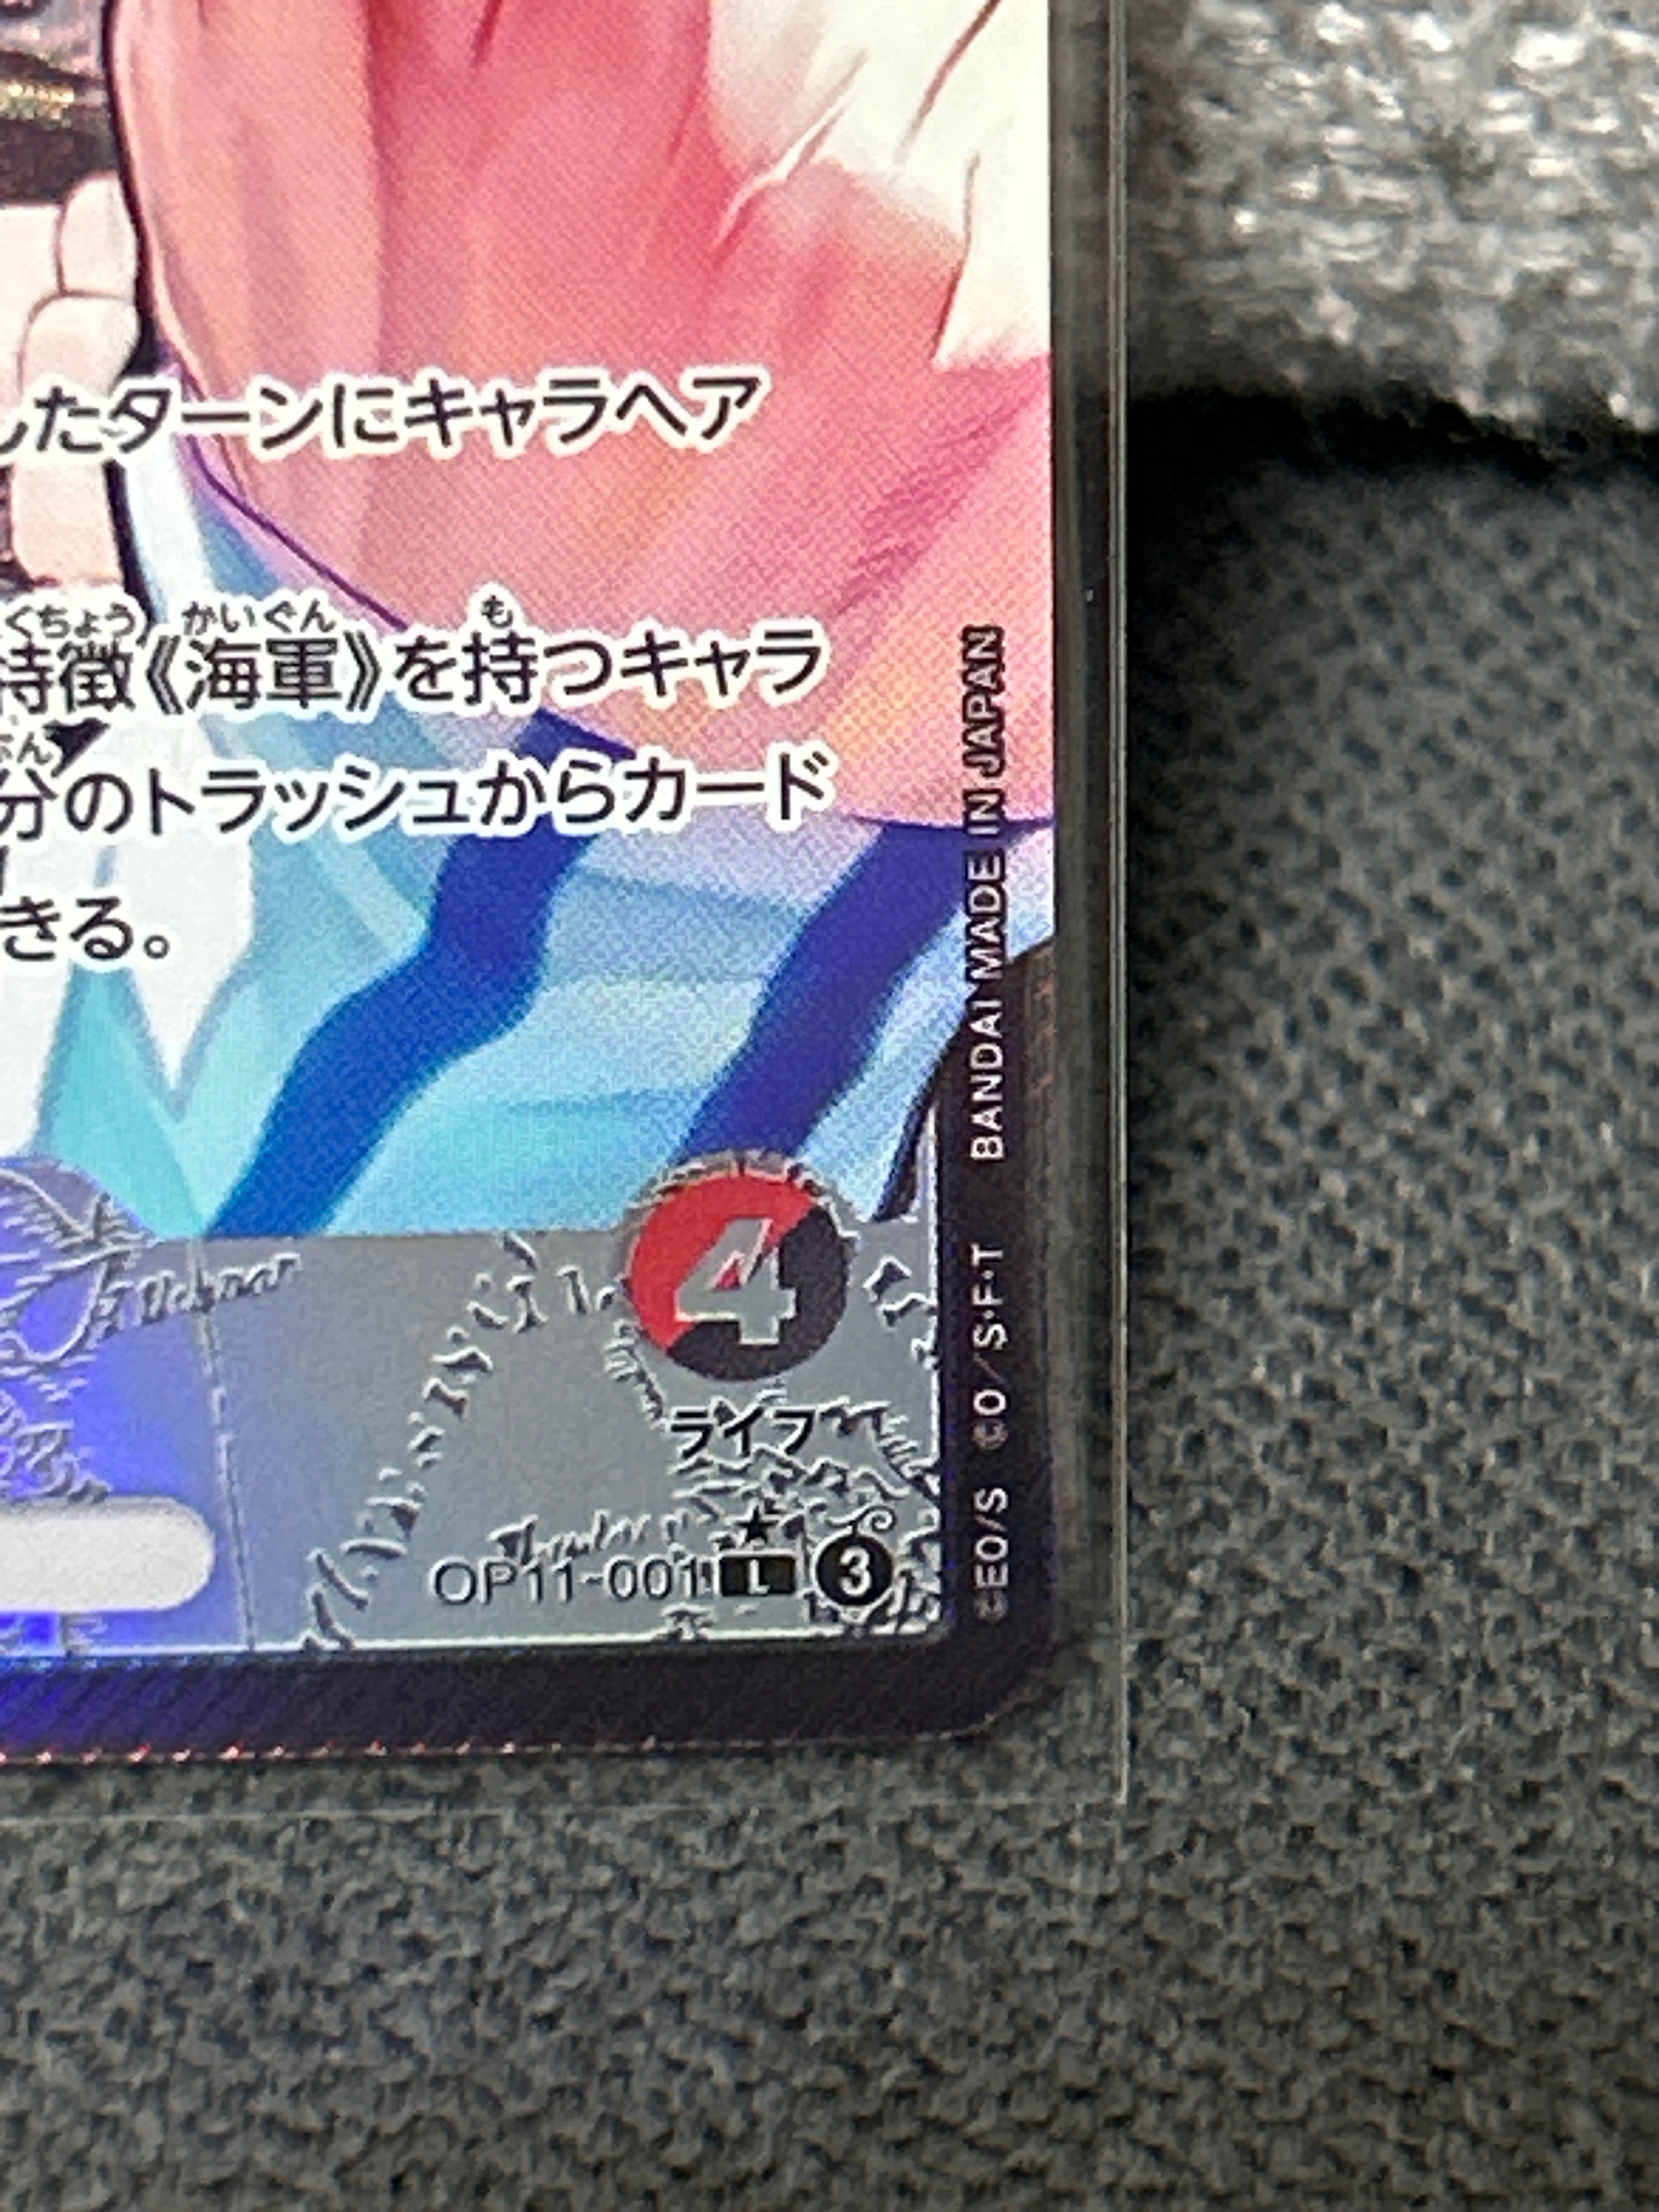 したターンにキャラへア
くちょう かいぐん も
特徴《海軍》を持つキャラ
ぶん
分のトラッシュからカード
きる。
4
ライフ
OP11-001 L 3
©EO/S ©O/S・F・T BANDAI MADE IN JAPAN